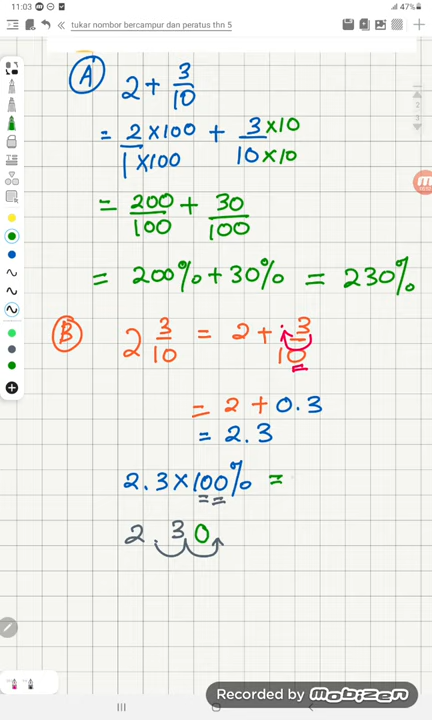 11:03
47%
tukar nombor bercampur dan peratus thn 5
A
2 + 3/10
= 2 × 100 / 1 × 100 + 3 × 10 / 10 × 10
= 200/100 + 30/100
= 200% + 30% = 230%
B
2 3/10 = 2 + .3/10
= 2 + 0.3
= 2.3
2.3 × 100% =
2.30
Recorded by mobizen